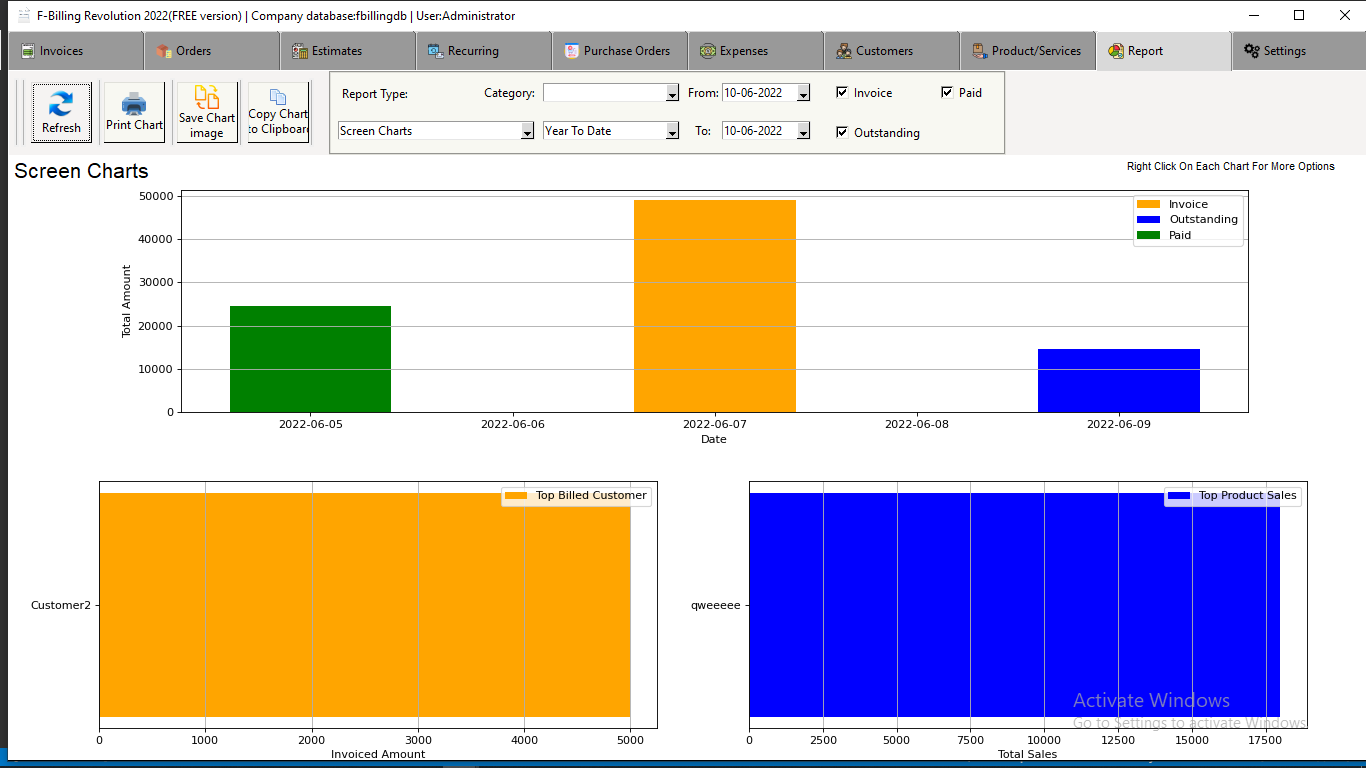 F-Billing Revolution 2022(FREE version) | Company database:fbillingdb | User:Administrator
Invoices
Orders
Estimates
Recurring
Purchase Orders
Expenses
Customers
Product/Services
Report
Settings
Refresh
Print Chart
Save Chart
image
Copy Chart
to Clipboard
Report Type:
Category:
From: 10-06-2022
Invoice
Paid
Screen Charts
Year To Date
To: 10-06-2022
Outstanding
Screen Charts
Right Click On Each Chart For More Options
50000
40000
30000
20000
10000
0
Total Amount
Invoice
Outstanding
Paid
2022-06-05
2022-06-06
2022-06-07
2022-06-08
2022-06-09
Date
Top Billed Customer
Customer2
0
1000
2000
3000
4000
5000
Invoiced Amount
Top Product Sales
qweeeee
0
2500
5000
7500
10000
12500
15000
17500
Total Sales
Activate Windows
Go to Settings to activate Windows.